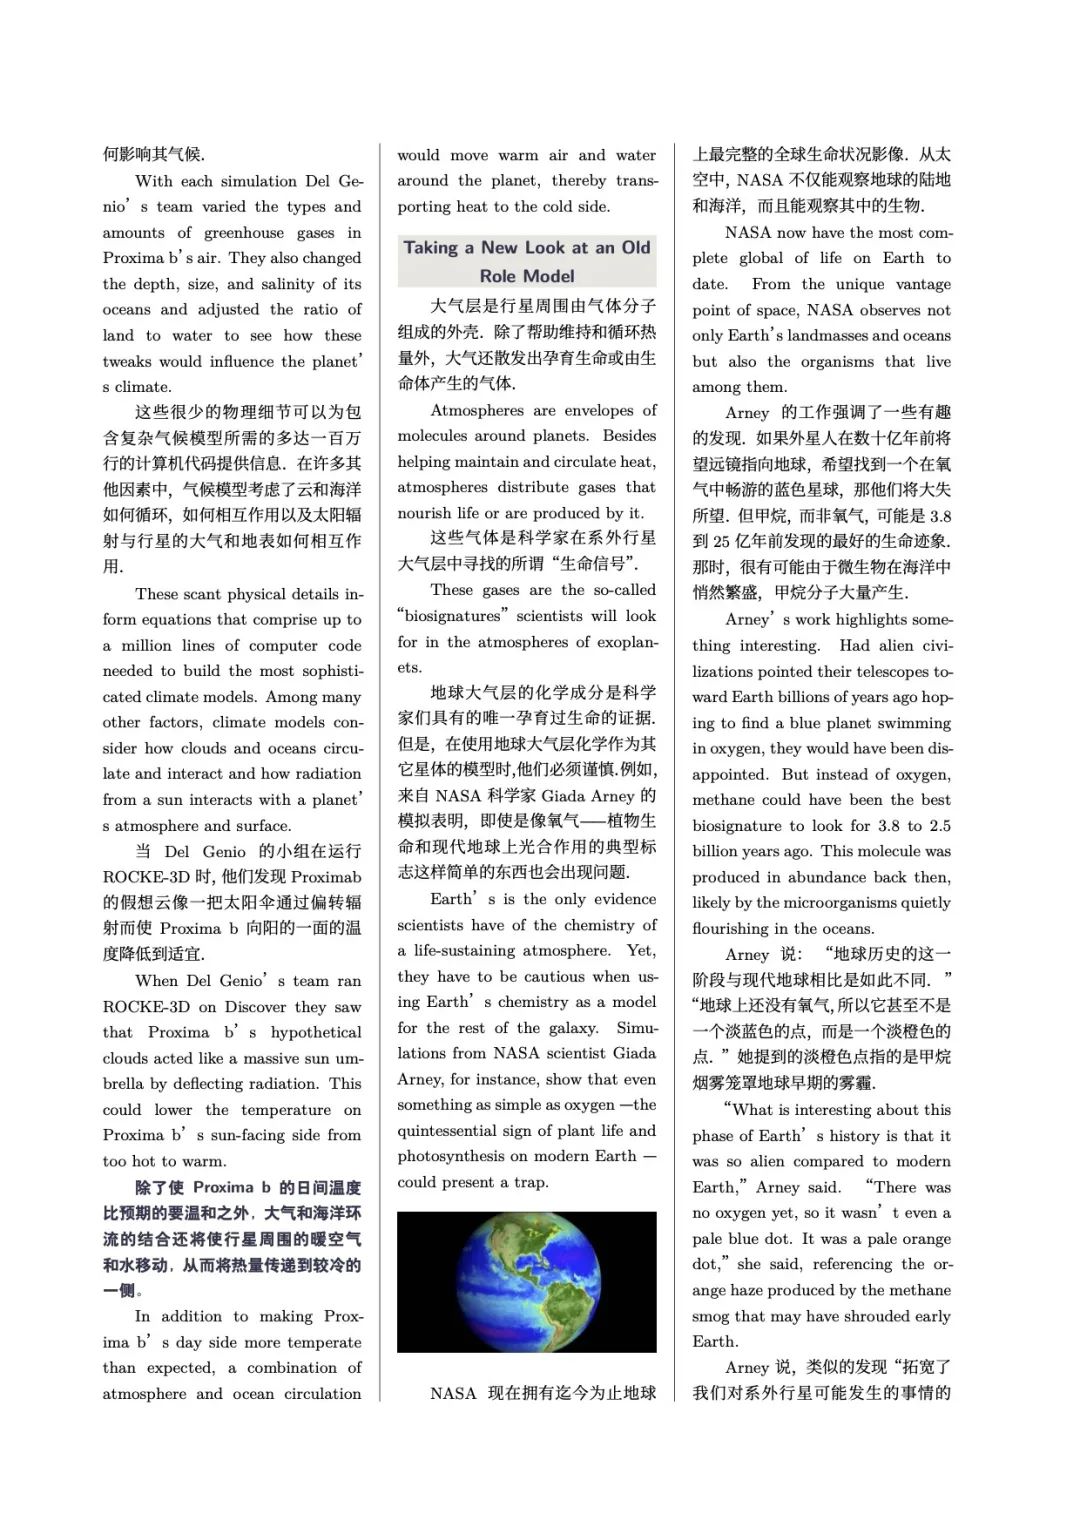 何影响其气候.
With each simulation Del Ge-
nio’s team varied the types and
amounts of greenhouse gases in
Proxima b’s air. They also changed
the depth, size, and salinity of its
oceans and adjusted the ratio of
land to water to see how these
tweaks would influence the planet’
s climate.
这些很少的物理细节可以为包
含复杂气候模型所需的多达一百万
行的计算机代码提供信息. 在许多其
他因素中, 气候模型考虑了云和海洋
如何循环, 如何相互作用以及太阳辐
射与行星的大气和地表如何相互作
用.
These scant physical details in-
form equations that comprise up to
a million lines of computer code
needed to build the most sophisti-
cated climate models. Among many
other factors, climate models con-
sider how clouds and oceans circu-
late and interact and how radiation
from a sun interacts with a planet’
s atmosphere and surface.
当 Del Genio 的小组在运行
ROCKE-3D 时, 他们发现 Proximab
的假想云像一把太阳伞通过偏转辐
射而使 Proxima b 向阳的一面的温
度降低到适宜.
When Del Genio’s team ran
ROCKE-3D on Discover they saw
that Proxima b’s hypothetical
clouds acted like a massive sun um-
brella by deflecting radiation. This
could lower the temperature on
Proxima b’s sun-facing side from
too hot to warm.
除了使 Proxima b 的日间温度
比预期的要温和之外, 大气和海洋环
流的结合还将使行星周围的暖空气
和水移动, 从而将热量传递到较冷的
一侧。
In addition to making Prox-
ima b’s day side more temperate
than expected, a combination of
atmosphere and ocean circulation
would move warm air and water
around the planet, thereby trans-
porting heat to the cold side.
Taking a New Look at an Old
Role Model
大气层是行星周围由气体分子
组成的外壳. 除了帮助维持和循环热
量外, 大气还散发出孕育生命或由生
命体产生的气体.
Atmospheres are envelopes of
molecules around planets. Besides
helping maintain and circulate heat,
atmospheres distribute gases that
nourish life or are produced by it.
这些气体是科学家在系外行星
大气层中寻找的所谓“生命信号”.
These gases are the so-called
“biosignatures” scientists will look
for in the atmospheres of exoplan-
ets.
地球大气层的化学成分是科学
家们具有的唯一孕育过生命的证据.
但是, 在使用地球大气层化学作为其
它星体的模型时,他们必须谨慎.例如,
来自 NASA 科学家 Giada Arney 的
模拟表明, 即使是像氧气——植物生
命和现代地球上光合作用的典型标
志这样简单的东西也会出现问题.
Earth’s is the only evidence
scientists have of the chemistry of
a life-sustaining atmosphere. Yet,
they have to be cautious when us-
ing Earth’s chemistry as a model
for the rest of the galaxy. Simu-
lations from NASA scientist Giada
Arney, for instance, show that even
something as simple as oxygen —the
quintessential sign of plant life and
photosynthesis on modern Earth —
could present a trap.
NASA 现在拥有迄今为止地球
上最完整的全球生命状况影像. 从太
空中, NASA 不仅能观察地球的陆地
和海洋, 而且能观察其中的生物.
NASA now have the most com-
plete global of life on Earth to
date. From the unique vantage
point of space, NASA observes not
only Earth’s landmasses and oceans
but also the organisms that live
among them.
Arney 的工作强调了一些有趣
的发现. 如果外星人在数十亿年前将
望远镜指向地球, 希望找到一个在氧
气中畅游的蓝色星球, 那他们将大失
所望. 但甲烷, 而非氧气, 可能是 3.8
到 25 亿年前发现的最好的生命迹象.
那时, 很有可能由于微生物在海洋中
悄然繁盛, 甲烷分子大量产生.
Arney’s work highlights some-
thing interesting. Had alien civi-
lizations pointed their telescopes to-
ward Earth billions of years ago hop-
ing to find a blue planet swimming
in oxygen, they would have been dis-
appointed. But instead of oxygen,
methane could have been the best
biosignature to look for 3.8 to 2.5
billion years ago. This molecule was
produced in abundance back then,
likely by the microorganisms quietly
flourishing in the oceans.
Arney 说: “地球历史的这一
阶段与现代地球相比是如此不同. ”
“地球上还没有氧气, 所以它甚至不是
一个淡蓝色的点, 而是一个淡橙色的
点. ” 她提到的淡橙色点指的是甲烷
烟雾笼罩地球早期的雾霾.
“What is interesting about this
phase of Earth’s history is that it
was so alien compared to modern
Earth,” Arney said. “There was
no oxygen yet, so it wasn’t even a
pale blue dot. It was a pale orange
dot,” she said, referencing the or-
ange haze produced by the methane
smog that may have shrouded early
Earth.
Arney 说, 类似的发现“拓宽了
我们对系外行星可能发生的事情的